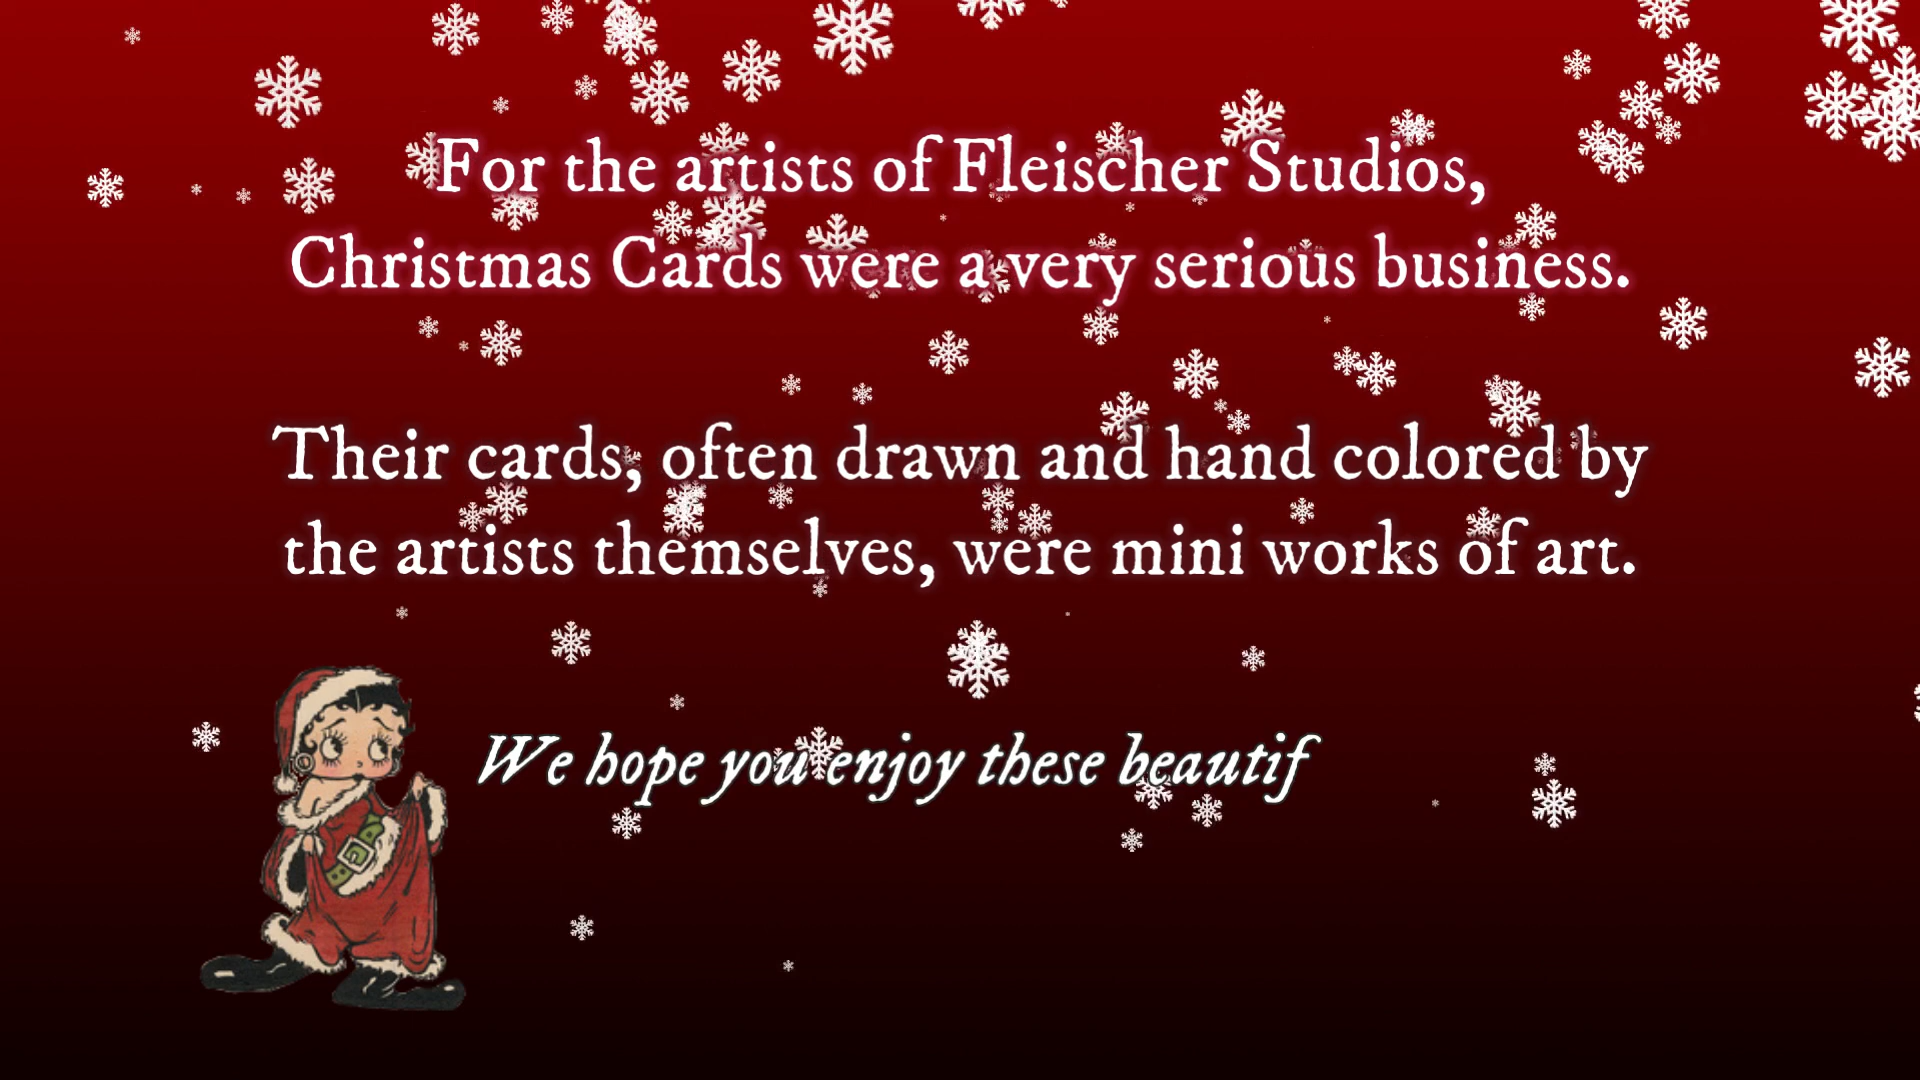 For the artists of Fleischer Studios,
Christmas Cards were a very serious business.
Their cards, often drawn and hand colored by
the artists themselves, were mini works of art.
We hope you enjoy these beautif